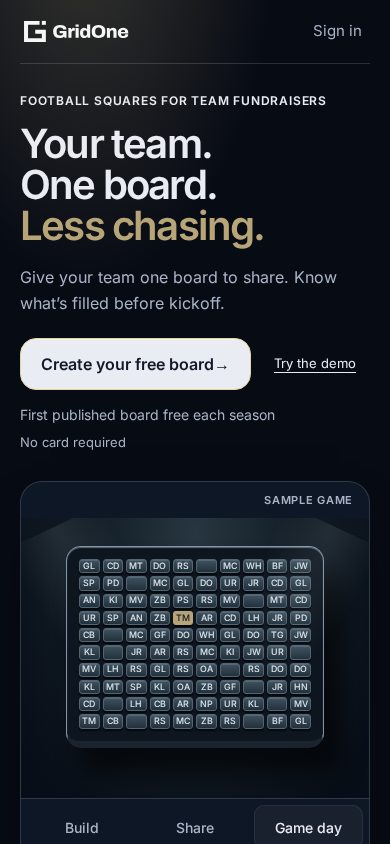 GridOne
Sign in
FOOTBALL SQUARES FOR TEAM FUNDRAISERS
Your team.
One board.
Less chasing.
Give your team one board to share. Know
what's filled before kickoff.
Create your free board→
Try the demo
First published board free each season
No card required
SAMPLE GAME
GL CD MT DO RS MC WH BF JW
SP PD MC GL DO UR JR CD GL
AN KI MV ZB PS RS MV MT CD
UR SP AN ZB TM AR CD LH JR PD
CB MC GF DO WH GL DO TG JW
KL JR AR RS MC KI JW UR
MV LH RS GL RS OA RS DO DO
KL MT SP KL OA ZB GF JR HN
CD LH CB AR NP UR KL MV
TM CB RS MC ZB RS BF AN
Build
Share
Game day